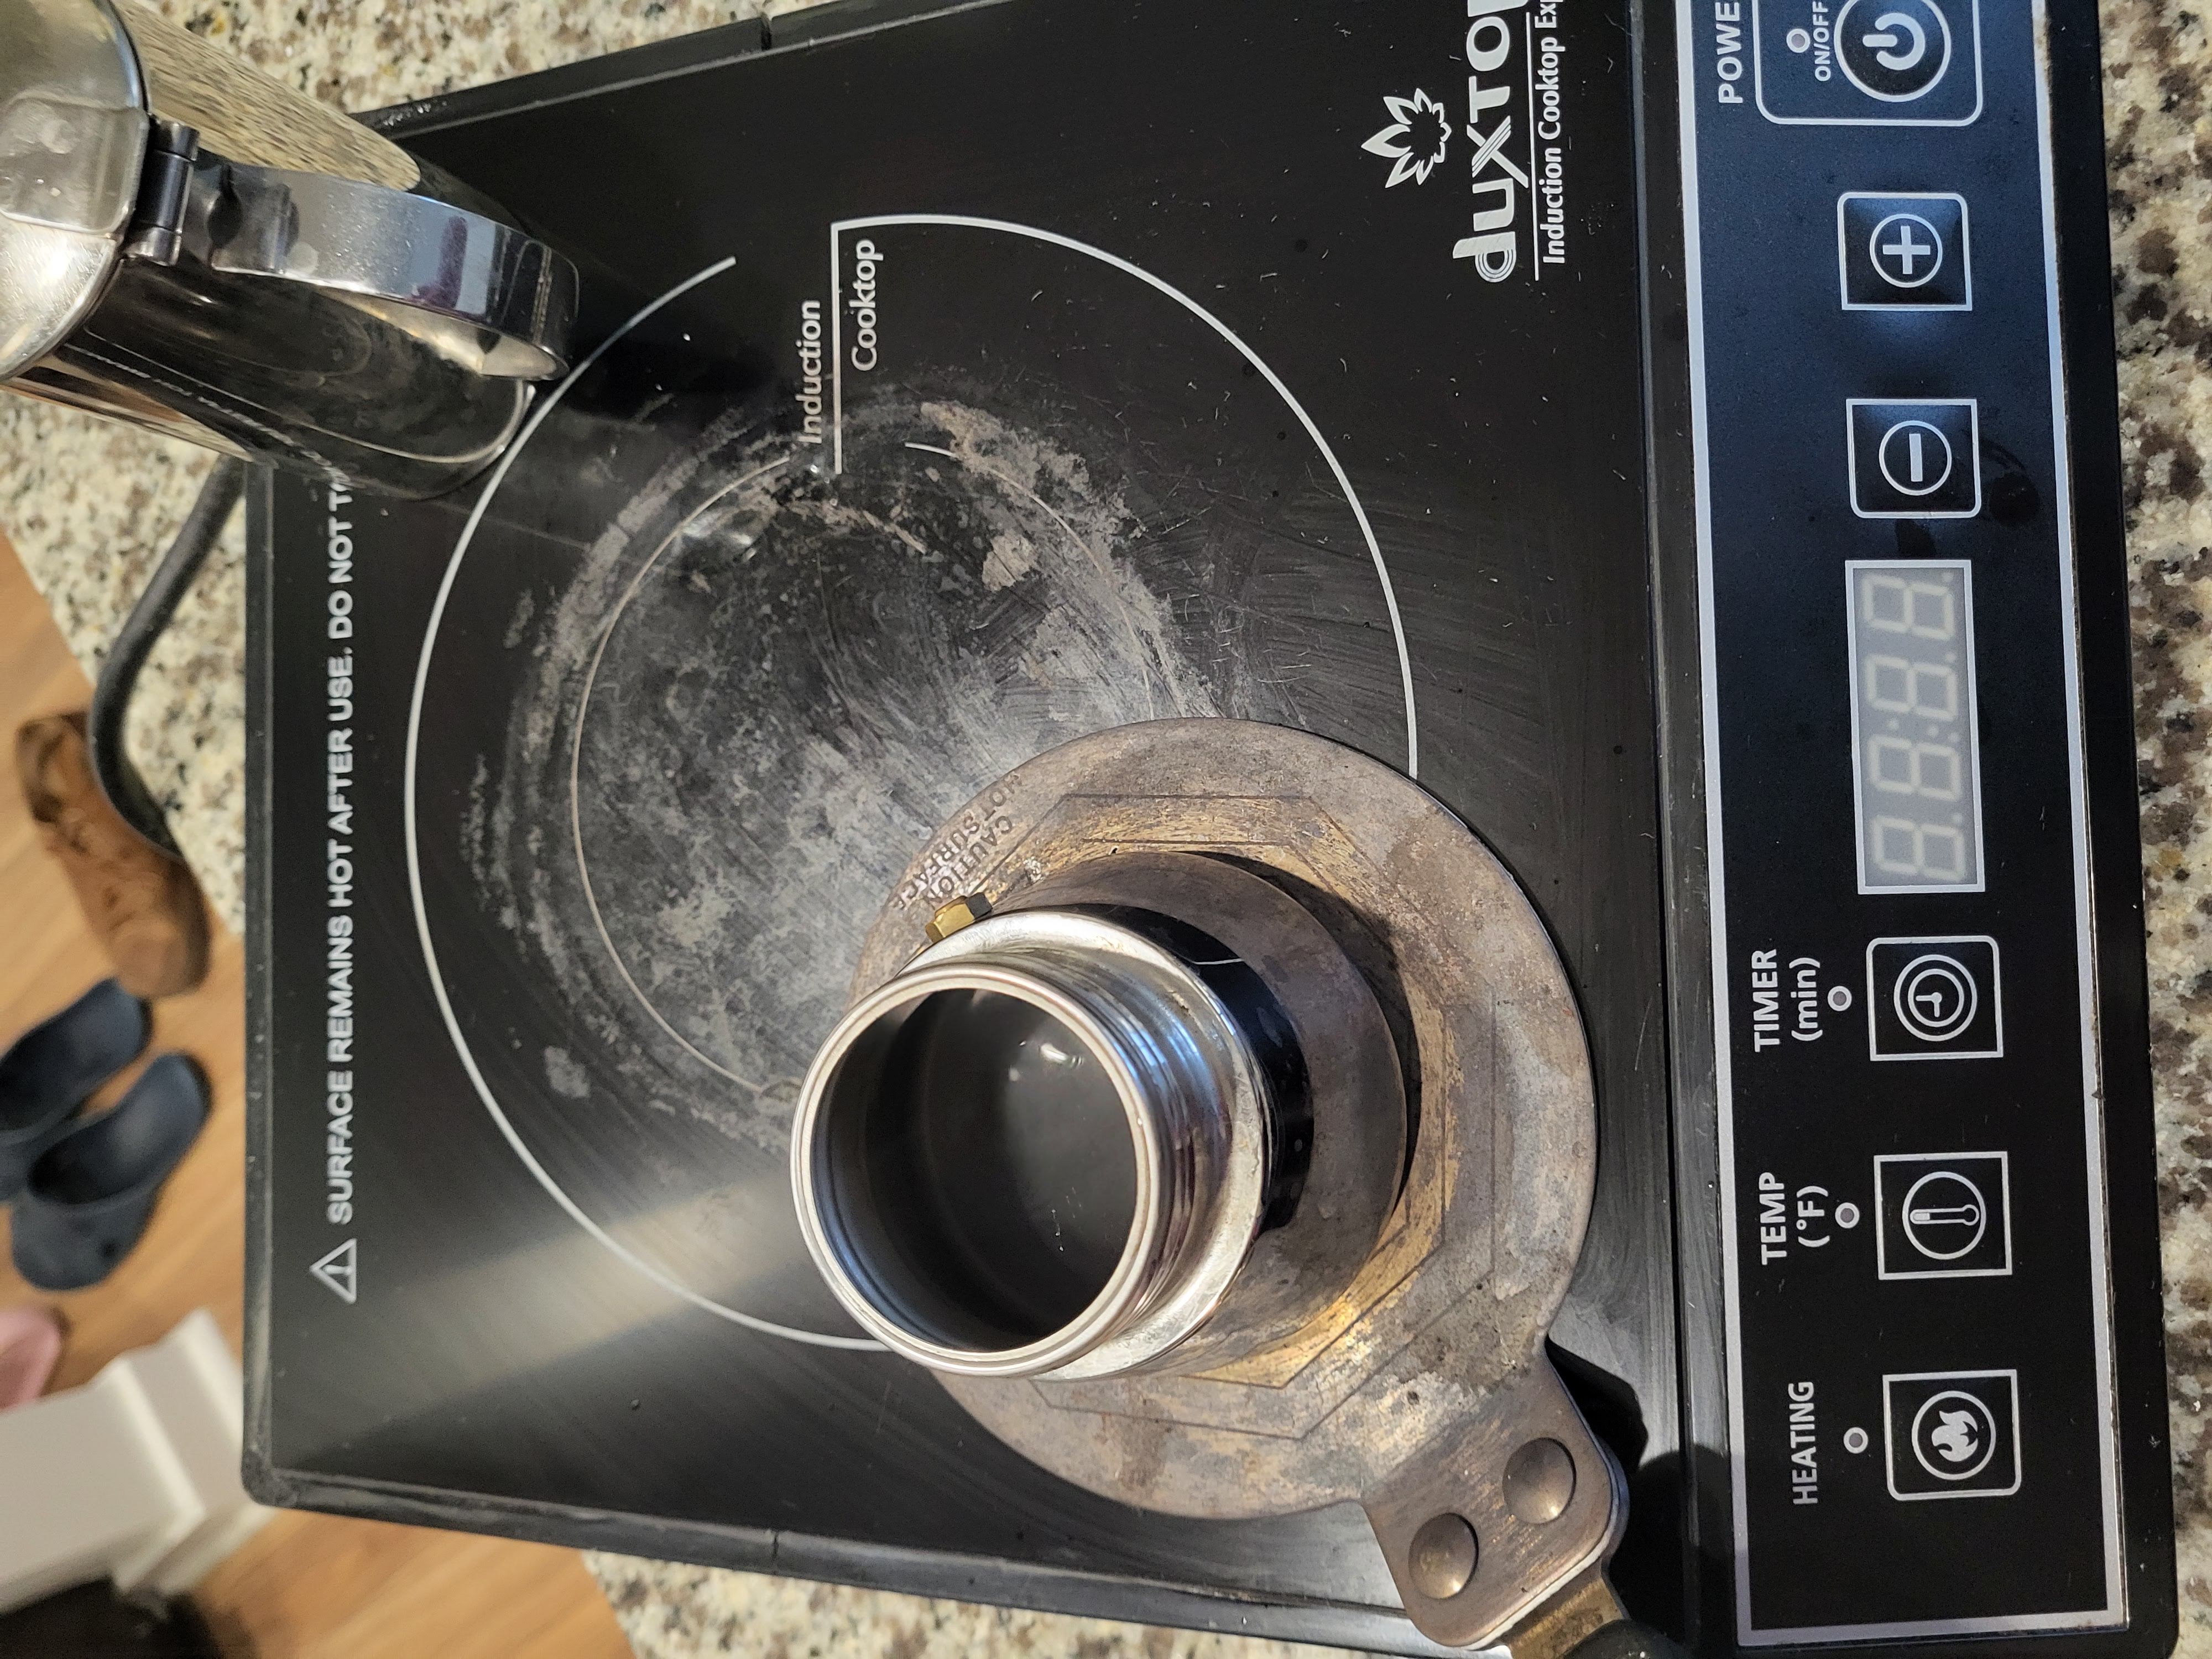 SURFACE REMAINS HOT AFTER USE. DO NOT
Induction
Cooktop
CAUTION
HOT SURFACE
duxtop
Induction Cooktop
HEATING
TEMP
(°F)
TIMER
(min)
POWE
ON/OFF